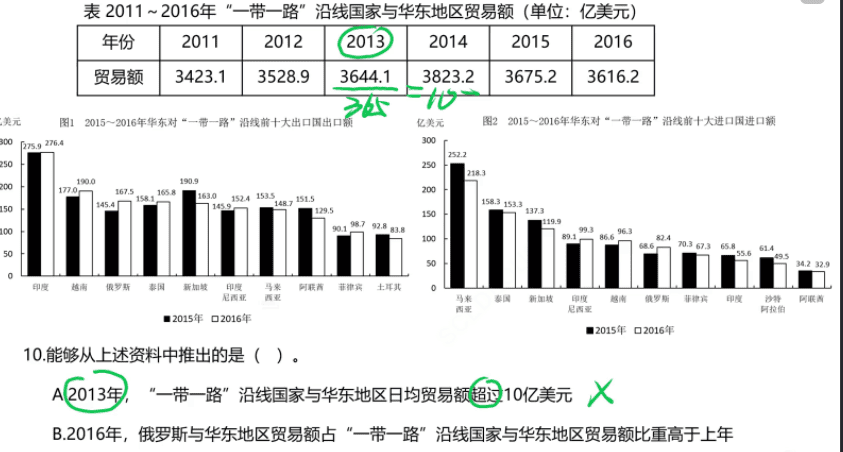 表 2011~2016年“一带一路”沿线国家与华东地区贸易额（单位：亿美元）
年份 2011 2012 2013 2014 2015 2016
贸易额 3423.1 3528.9 3644.1 3823.2 3675.2 3616.2
365 =10
亿美元 图1 2015~2016年华东对“一带一路”沿线前十大出口国出口额
300
250
200
150
100
50
0
275.9 276.4
177.0 190.0
145.4 167.5
158.1 165.8
190.9 163.0
145.9 152.4
153.5 148.7
151.5 129.5
90.1 98.7
92.8 83.8
印度 越南 俄罗斯 泰国 新加坡 印度尼西亚 马来西亚 阿联酋 菲律宾 土耳其
■2015年 □2016年
亿美元 图2 2015~2016年华东对“一带一路”沿线前十大进口国进口额
300
250
200
150
100
50
0
252.2 218.3
158.3 153.3
137.3 119.9
89.1 99.3
86.6 96.3
68.6 82.4
70.3 67.3
65.8 55.6
61.4 49.5
34.2 32.9
马来西亚 泰国 新加坡 印度尼西亚 越南 俄罗斯 菲律宾 印度 沙特阿拉伯 阿联酋
■2015年 □2016年
10.能够从上述资料中推出的是（ ）。
A.2013年，“一带一路”沿线国家与华东地区日均贸易额超过10亿美元 X
B.2016年，俄罗斯与华东地区贸易额占“一带一路”沿线国家与华东地区贸易额比重高于上年